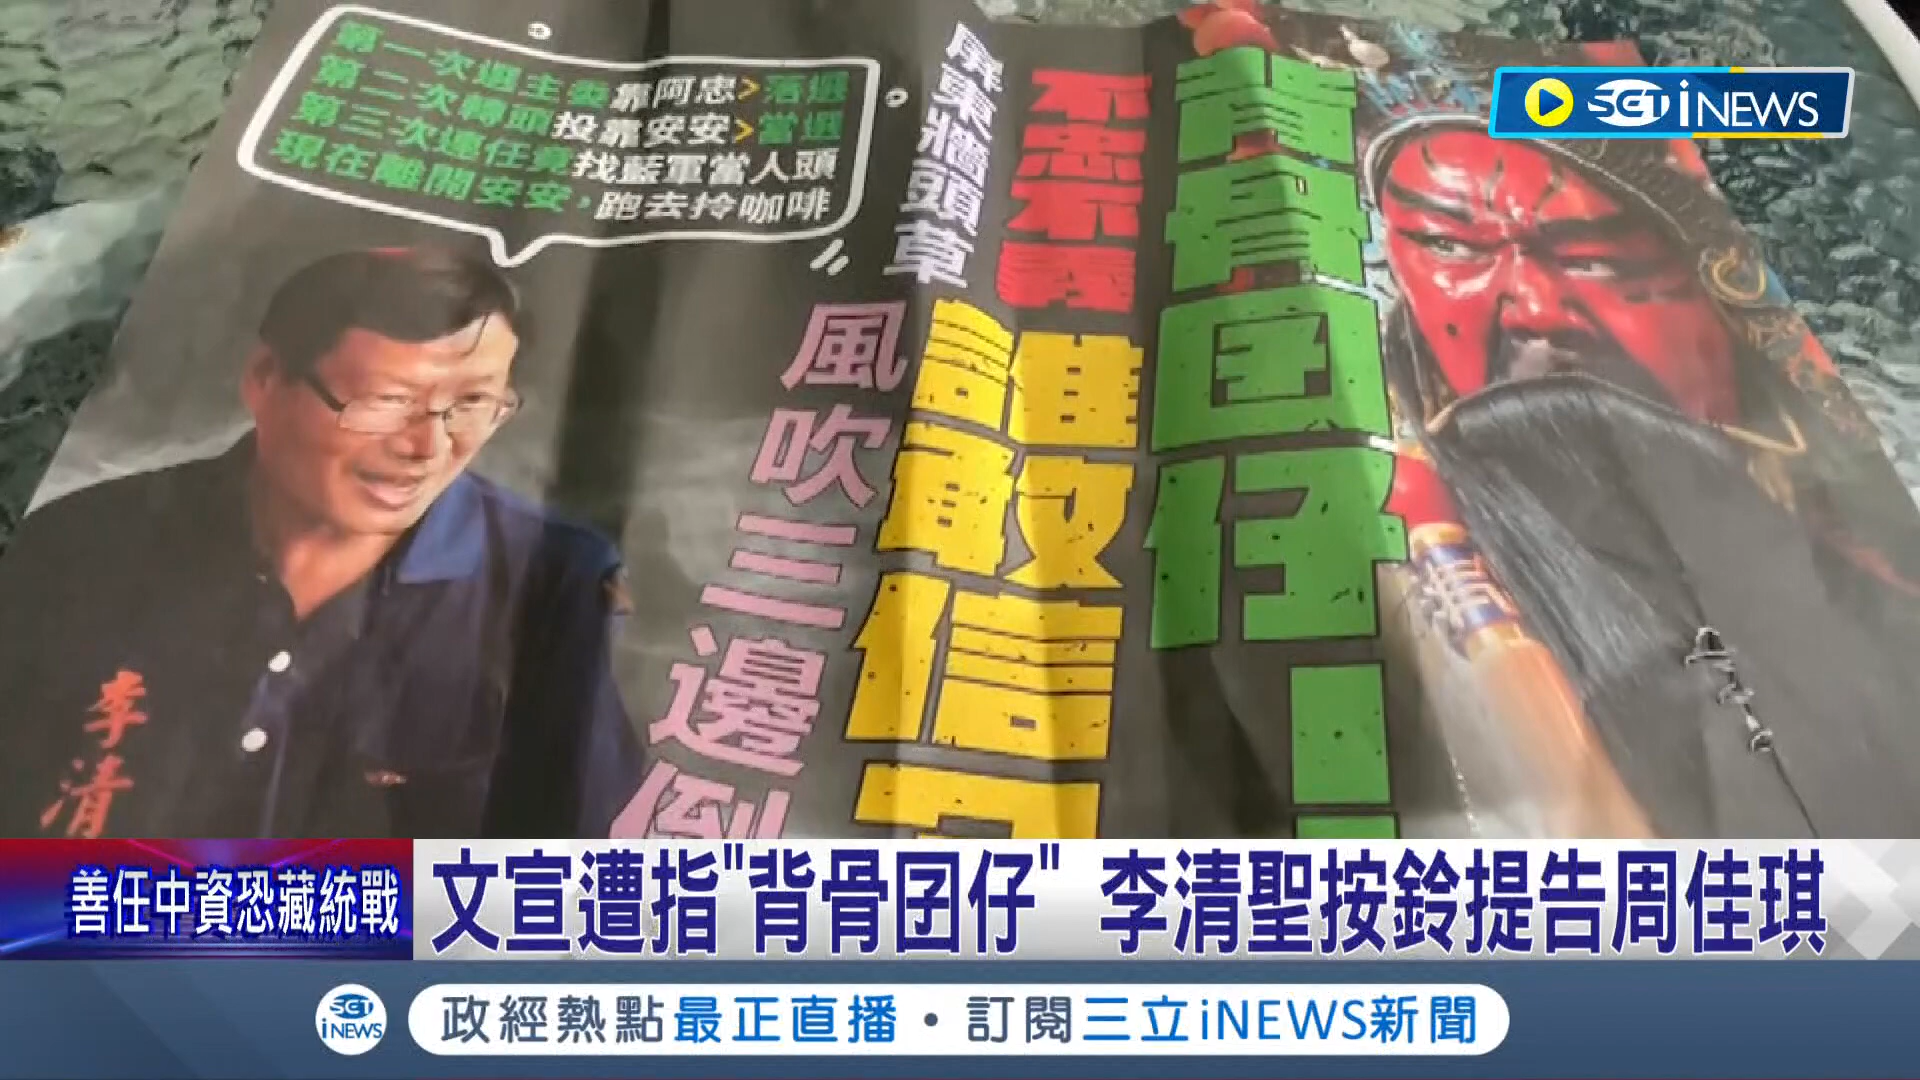 第一次選主委靠阿忠>落選
第二次轉頭投靠安安>當選
第三次連任竟找藍軍當人頭
現在離開安安，跑去拎咖啡
屏東牆頭草
風吹三邊倒
不忠不義
誰敢信
背骨囝仔！
李清
SETiNEWS
善任中資恐藏統戰
文宣遭指"背骨囝仔" 李清聖按鈴提告周佳琪
SET
iNEWS
政經熱點最正直播・訂閱三立iNEWS新聞